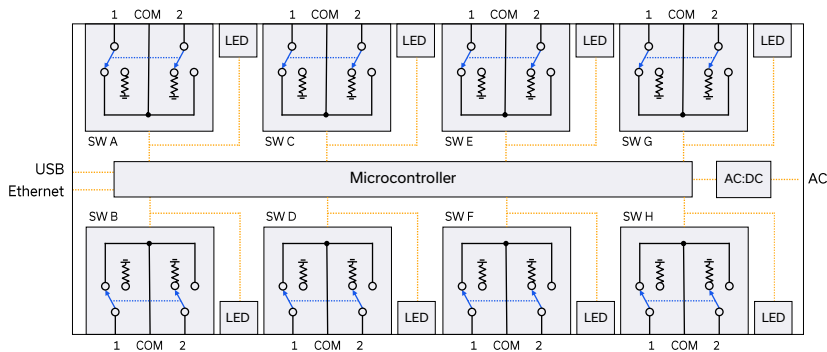 1 COM 2 1 COM 2 1 COM 2 1 COM 2
LED LED LED LED
SW A SW C SW E SW G
USB
Microcontroller AC:DC AC
Ethernet
SW B SW D SW F SW H
LED LED LED LED
1 COM 2 1 COM 2 1 COM 2 1 COM 2